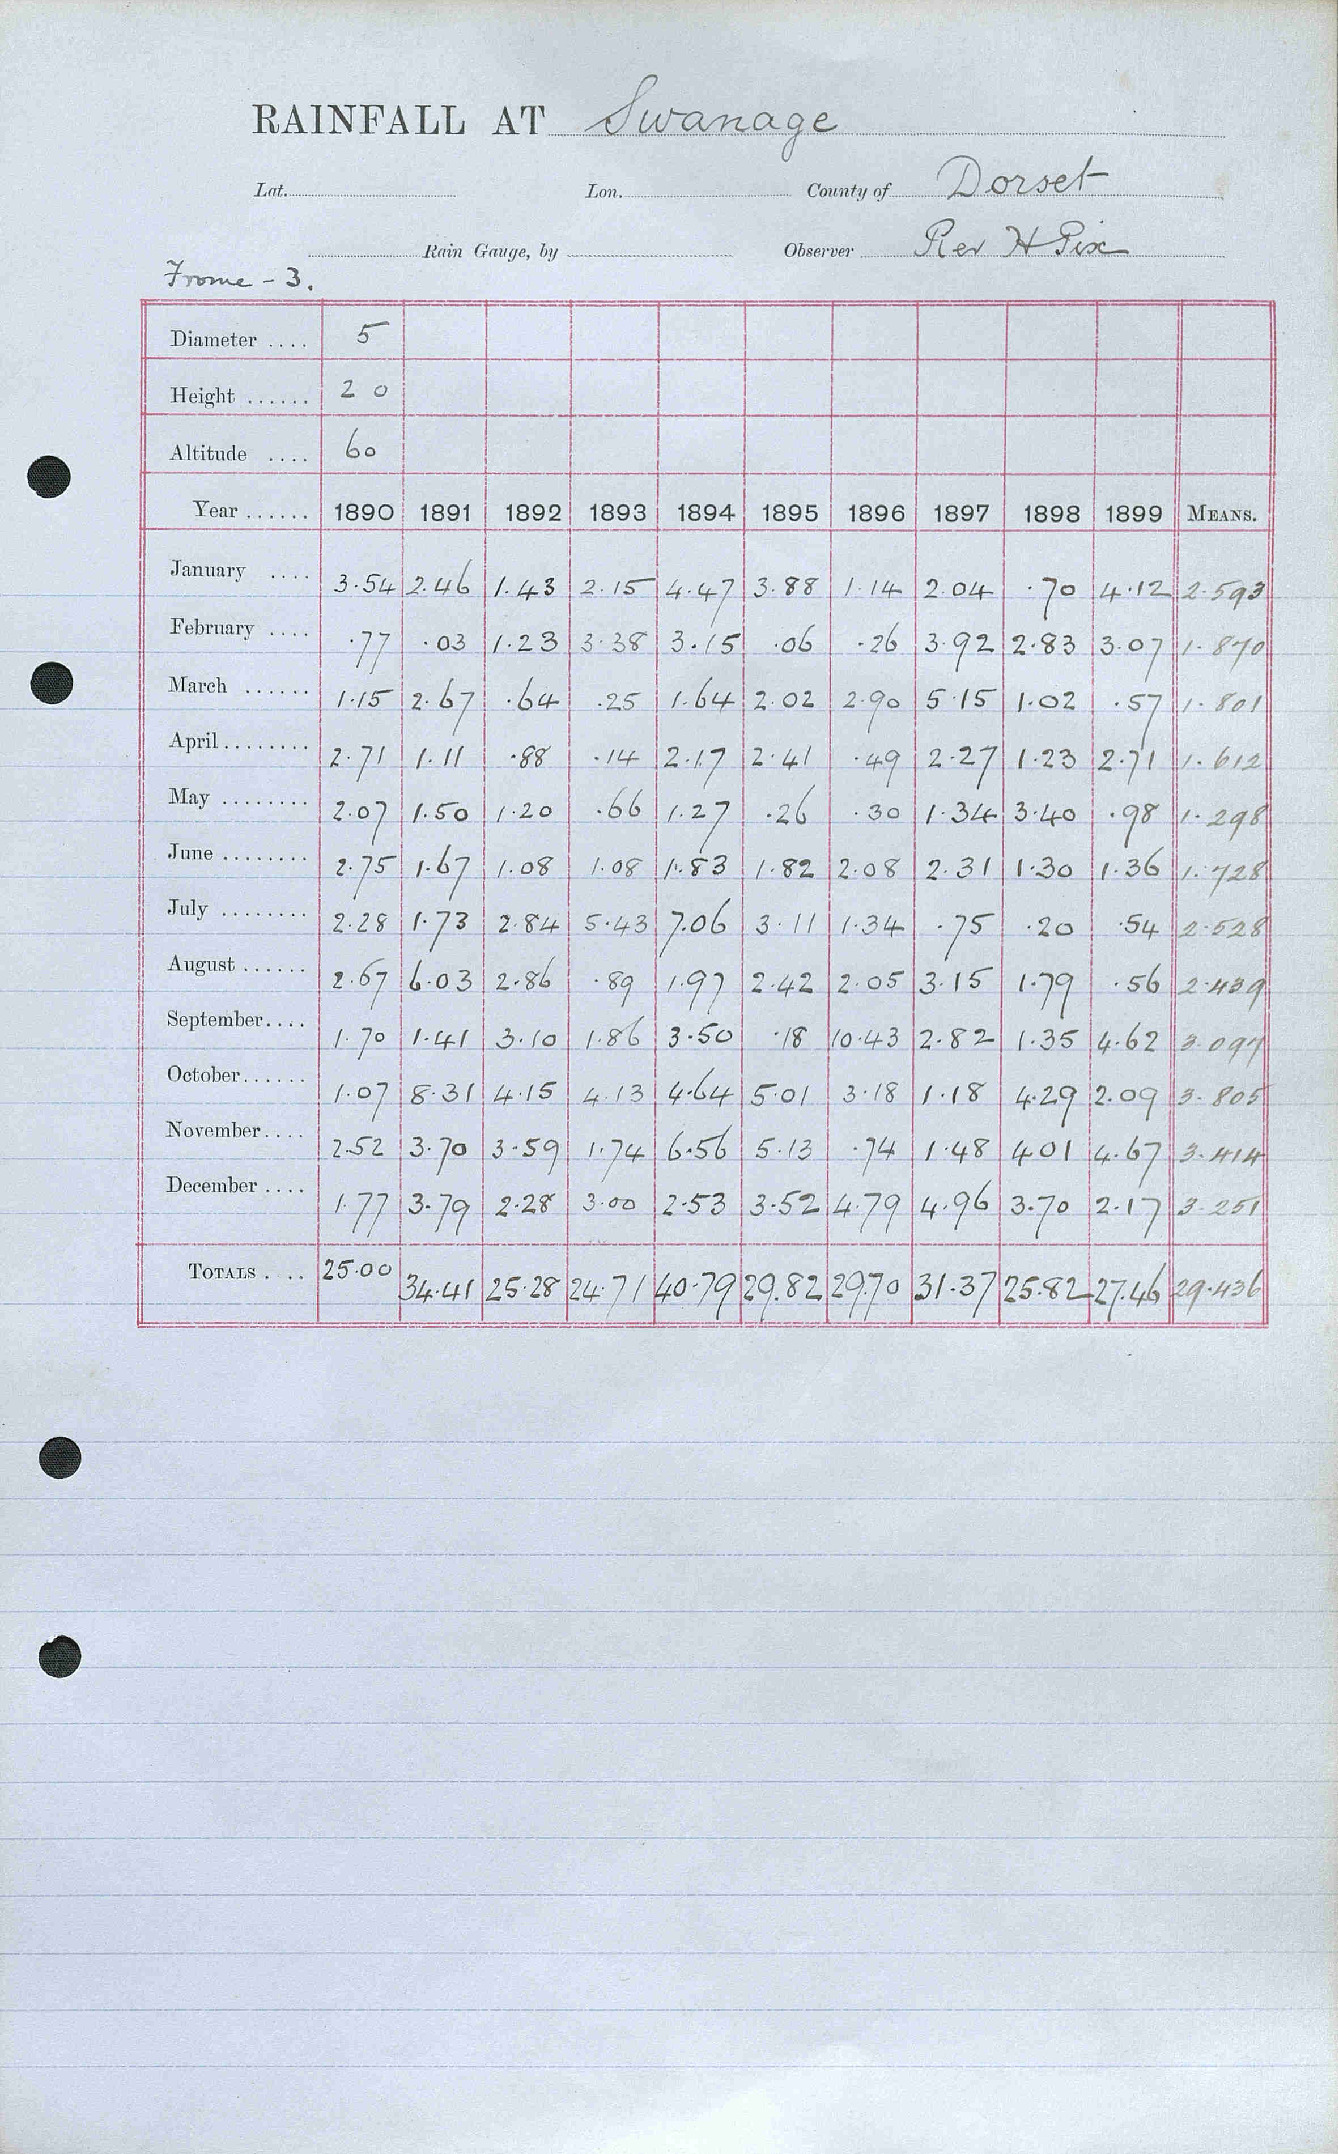 RAINFALL AT Swanage
Lat. Lon. County of Dorset
Rain Gauge, by Observer Rev H Pix
Frome - 3.
Diameter .... 5
Height ...... 2 0
Altitude .... 60
Year ...... 1890 1891 1892 1893 1894 1895 1896 1897 1898 1899 MEANS.
January .... 3.54 2.46 1.43 2.15 4.47 3.88 1.14 2.04 .70 4.12 2.593
February .... .77 .03 1.23 3.38 3.15 .06 .26 3.92 2.83 3.07 1.870
March ...... 1.15 2.67 .64 .25 1.64 2.02 2.90 5.15 1.02 .57 1.801
April ........ 2.71 1.11 .88 .14 2.17 2.41 .49 2.27 1.23 2.71 1.612
May ........ 2.07 1.50 1.20 .66 1.27 .26 .30 1.34 3.40 .98 1.298
June ........ 2.75 1.67 1.08 1.08 1.83 1.82 2.08 2.31 1.30 1.36 1.728
July ........ 2.28 1.73 2.84 5.43 7.06 3.11 1.34 .75 .20 .54 2.528
August ...... 2.67 6.03 2.86 .89 1.97 2.42 2.05 3.15 1.79 .56 2.439
September .... 1.70 1.41 3.10 1.86 3.50 .18 10.43 2.82 1.35 4.62 3.097
October ...... 1.07 8.31 4.15 4.13 4.64 5.01 3.18 1.18 4.29 2.09 3.805
November .... 2.52 3.70 3.59 1.74 6.56 5.13 .74 1.48 4.01 4.67 3.414
December .... 1.77 3.79 2.28 3.00 2.53 3.52 4.79 4.96 3.70 2.17 3.251
TOTALS .... 25.00 34.41 25.28 24.71 40.79 29.82 29.70 31.37 25.82 27.46 29.436